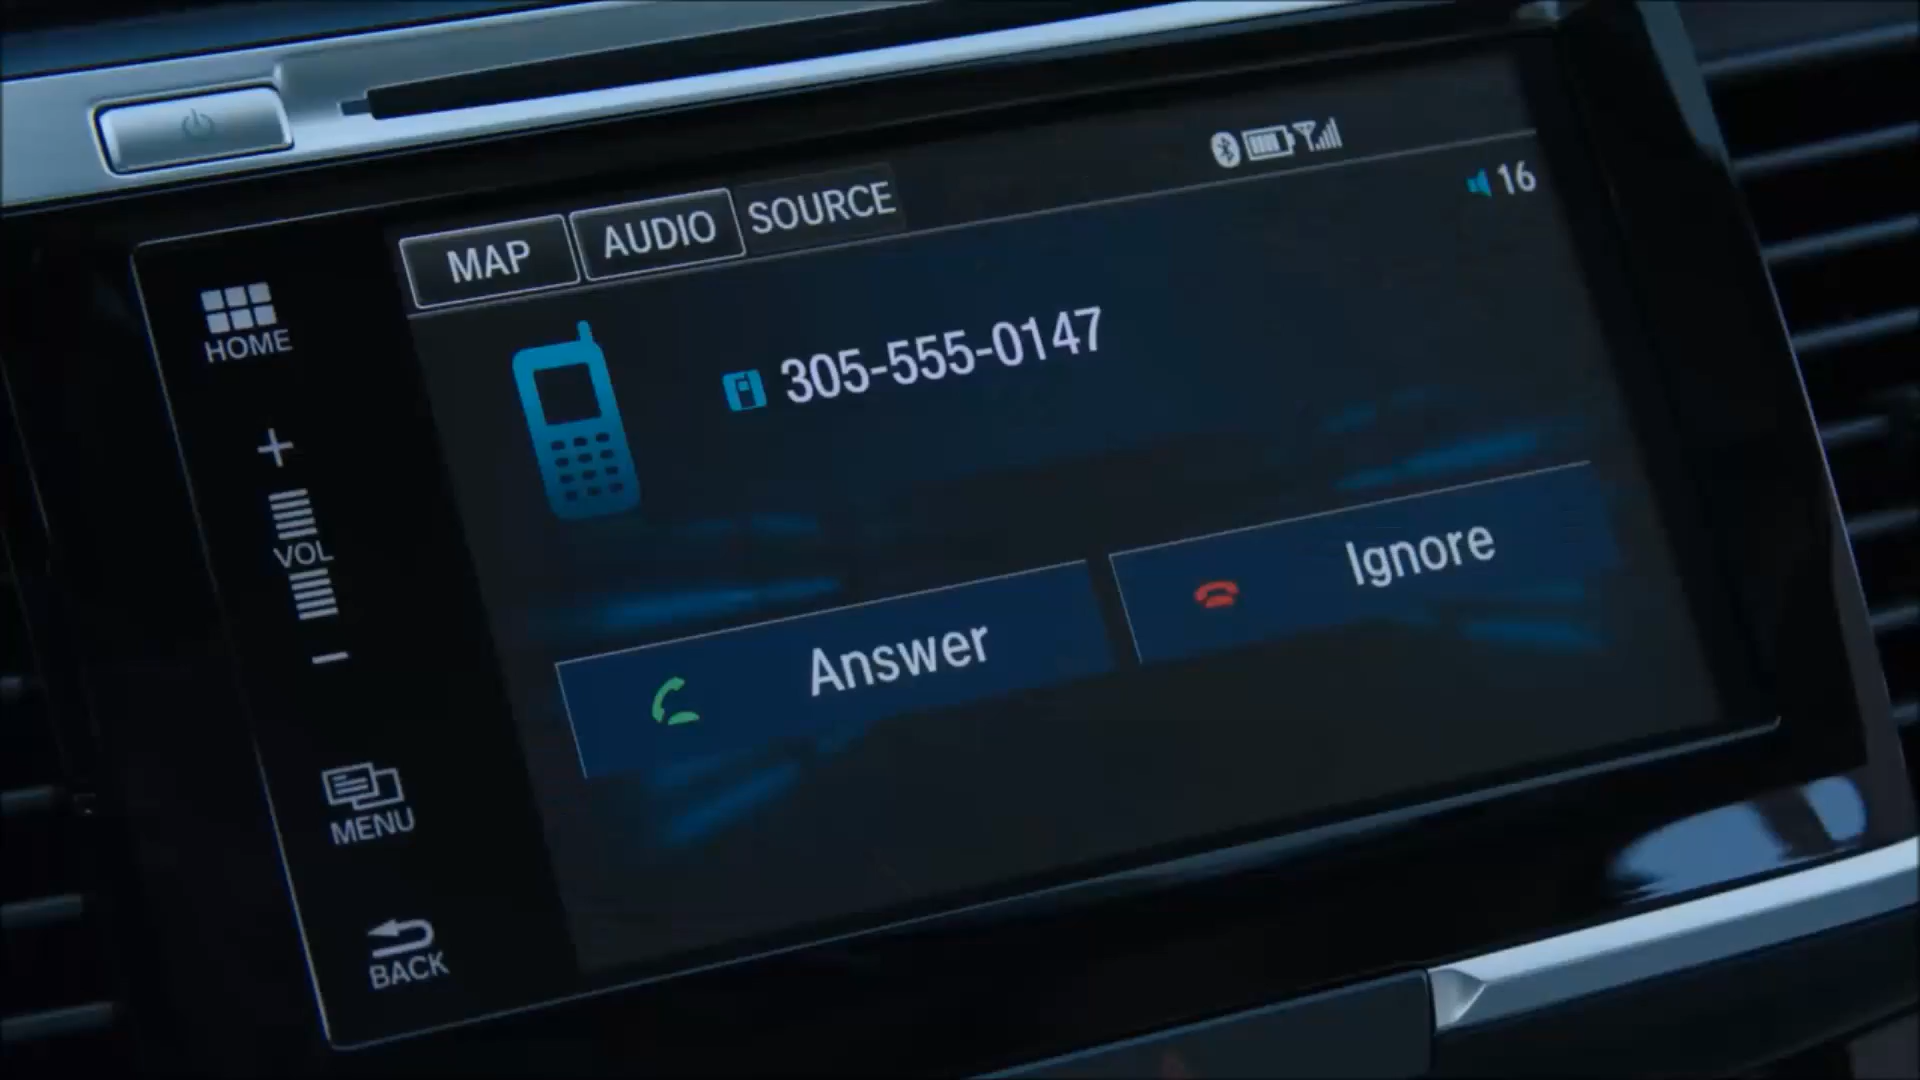 MAP AUDIO SOURCE
16
HOME
305-555-0147
VOL
Answer
Ignore
MENU
BACK